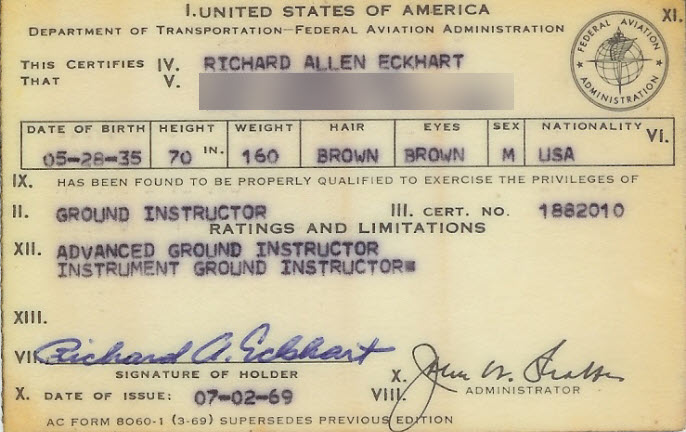 I. UNITED STATES OF AMERICA XI.
DEPARTMENT OF TRANSPORTATION—FEDERAL AVIATION ADMINISTRATION
FEDERAL AVIATION
ADMINISTRATION
THIS CERTIFIES IV. RICHARD ALLEN ECKHART
THAT V.
DATE OF BIRTH HEIGHT WEIGHT HAIR EYES SEX NATIONALITY VI.
05-28-35 70 IN. 160 BROWN BROWN M USA
IX. HAS BEEN FOUND TO BE PROPERLY QUALIFIED TO EXERCISE THE PRIVILEGES OF
II. GROUND INSTRUCTOR III. CERT. NO. 1882010
RATINGS AND LIMITATIONS
XII. ADVANCED GROUND INSTRUCTOR
INSTRUMENT GROUND INSTRUCTOR
XIII.
VII. Richard A. Eckhart
SIGNATURE OF HOLDER X. ADMINISTRATOR
X. DATE OF ISSUE: 07-02-69 VIII.
AC FORM 8060-1 (3-69) SUPERSEDES PREVIOUS EDITION